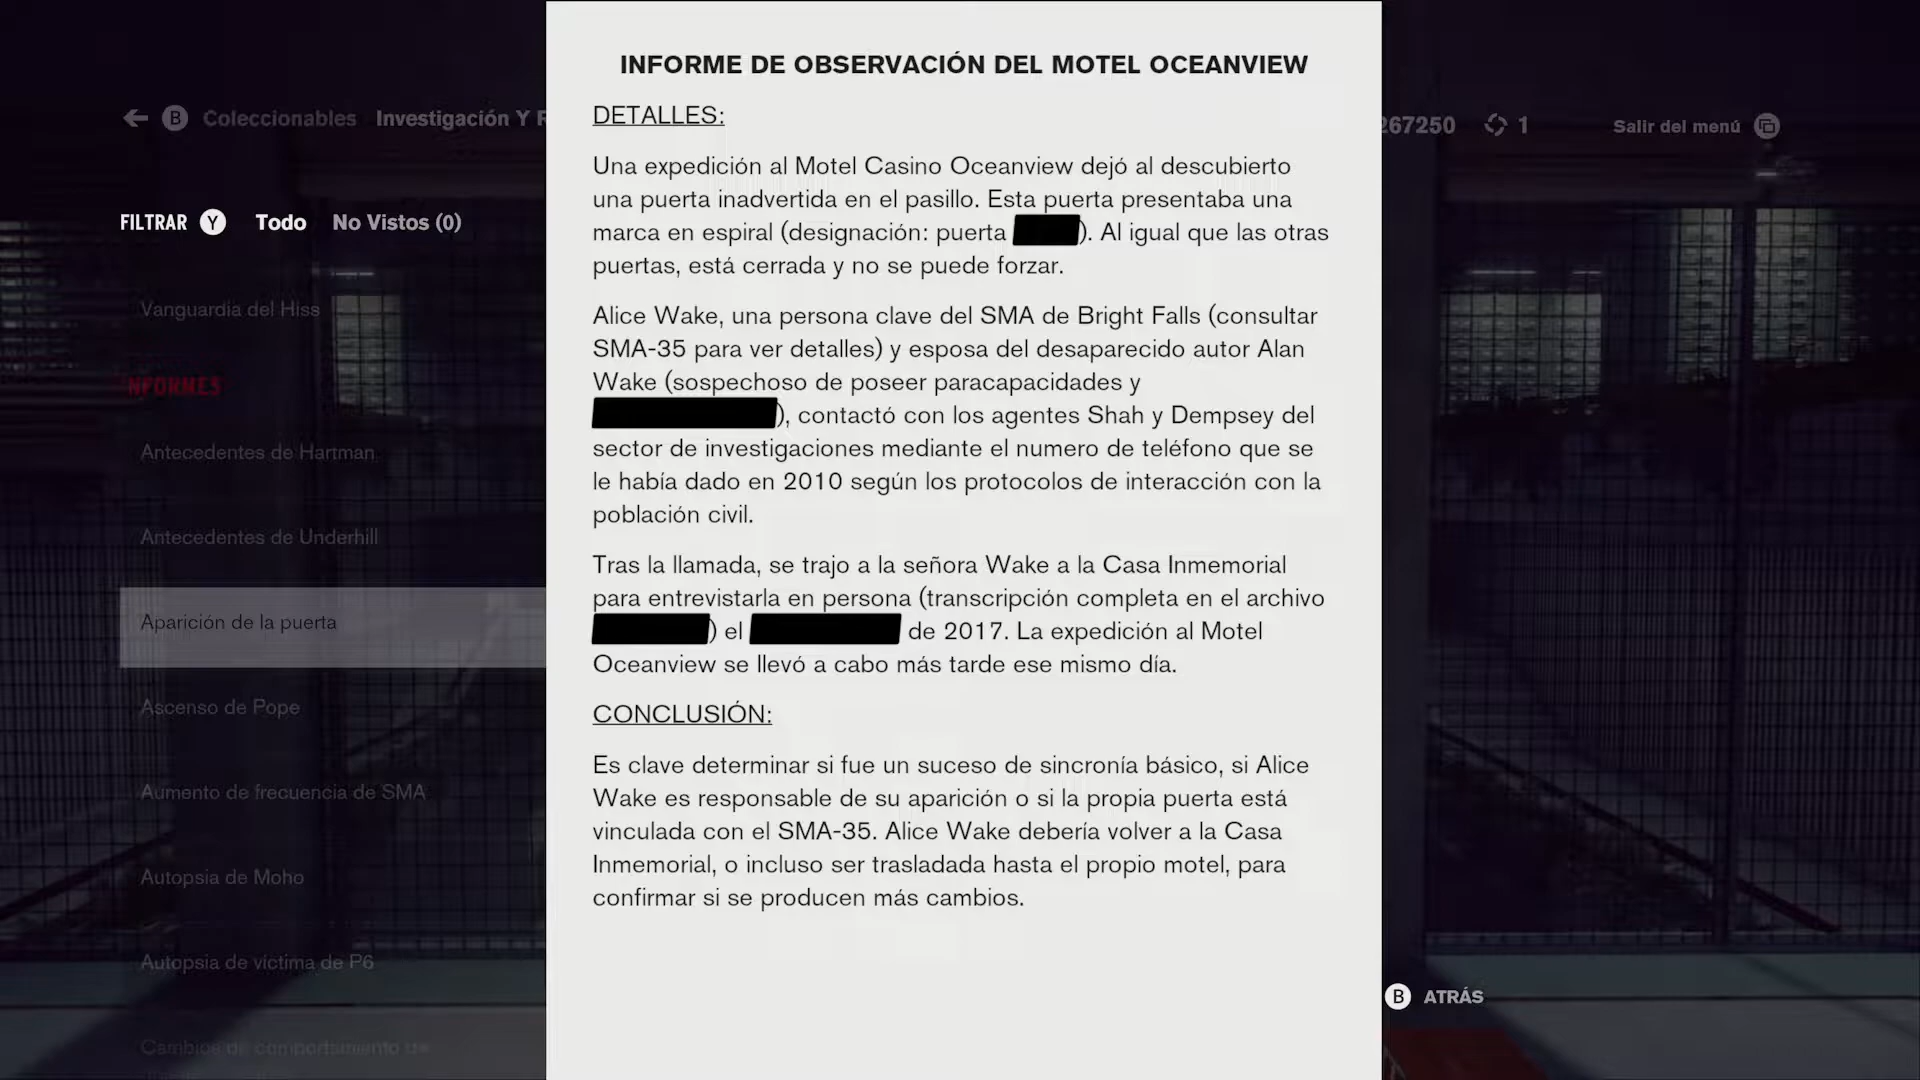 INFORME DE OBSERVACIÓN DEL MOTEL OCEANVIEW
DETALLES:
Una expedición al Motel Casino Oceanview dejó al descubierto
una puerta inadvertida en el pasillo. Esta puerta presentaba una
marca en espiral (designación: puerta ). Al igual que las otras
puertas, está cerrada y no se puede forzar.
Alice Wake, una persona clave del SMA de Bright Falls (consultar
SMA-35 para ver detalles) y esposa del desaparecido autor Alan
Wake (sospechoso de poseer paracapacidades y
), contactó con los agentes Shah y Dempsey del
sector de investigaciones mediante el numero de teléfono que se
le había dado en 2010 según los protocolos de interacción con la
población civil.
Tras la llamada, se trajo a la señora Wake a la Casa Inmemorial
para entrevistarla en persona (transcripción completa en el archivo
) el de 2017. La expedición al Motel
Oceanview se llevó a cabo más tarde ese mismo día.
CONCLUSIÓN:
Es clave determinar si fue un suceso de sincronía básico, si Alice
Wake es responsable de su aparición o si la propia puerta está
vinculada con el SMA-35. Alice Wake debería volver a la Casa
Inmemorial, o incluso ser trasladada hasta el propio motel, para
confirmar si se producen más cambios.
B Coleccionables Investigación Y
267250 1 Salir del menú
FILTRAR Y Todo No Vistos (0)
Vanguardia del Hiss
INFORMES
Antecedentes de Hartman
Antecedentes de Underhill
Aparición de la puerta
Ascenso de Pope
Aumento de frecuencia de SMA
Autopsia de Moho
Autopsia de víctima de P6
Cambios de comportamiento de
B ATRÁS